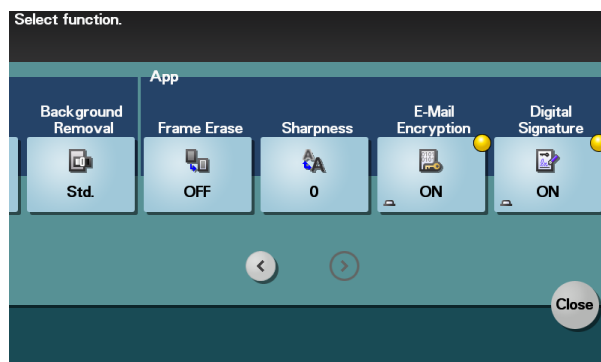 Select function.
App
Background
Removal
Frame Erase
Sharpness
E-Mail
Encryption
Digital
Signature
Std.
OFF
0
ON
ON
Close